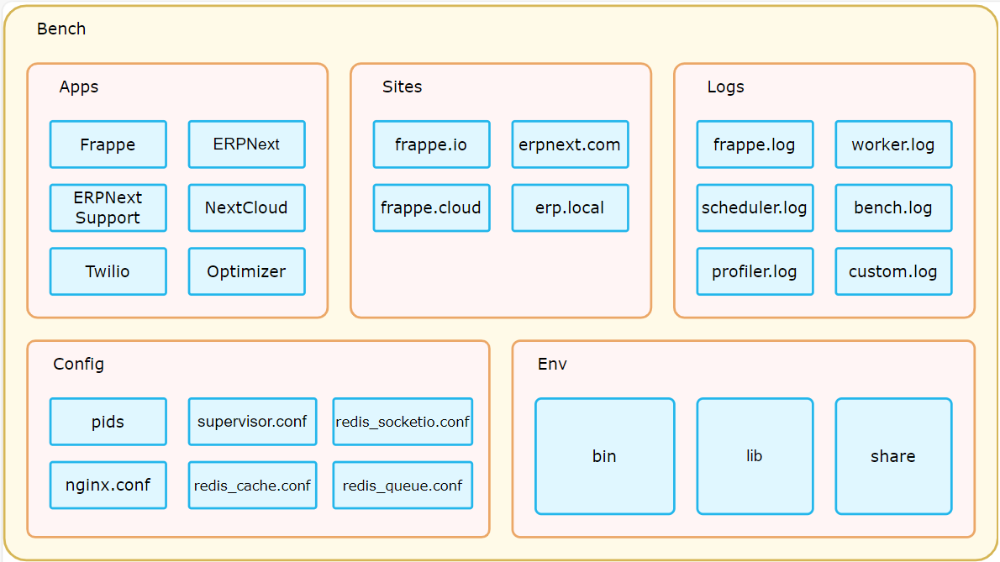 Bench
Apps
Frappe
ERPNext
ERPNext
Support
NextCloud
Twilio
Optimizer
Sites
frappe.io
erpnext.com
frappe.cloud
erp.local
Logs
frappe.log
worker.log
scheduler.log
bench.log
profiler.log
custom.log
Config
pids
supervisor.conf
redis_socketio.conf
nginx.conf
redis_cache.conf
redis_queue.conf
Env
bin
lib
share